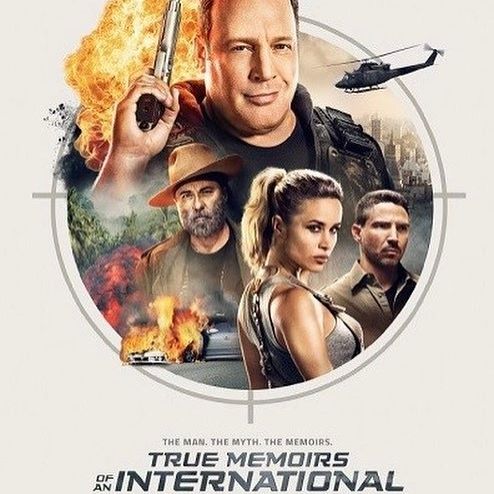 THE MAN. THE MYTH. THE MEMOIRS.
TRUE MEMOIRS
OF AN INTERNATIONAL